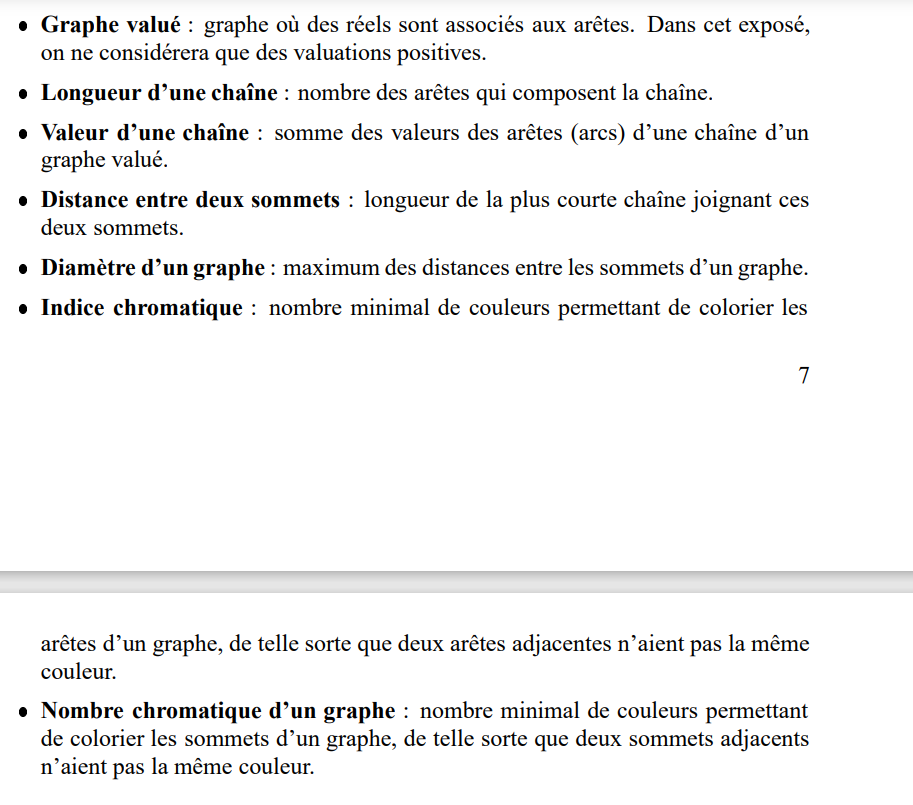 • Graphe valué : graphe où des réels sont associés aux arêtes. Dans cet exposé,
on ne considérera que des valuations positives.
• Longueur d’une chaîne : nombre des arêtes qui composent la chaîne.
• Valeur d’une chaîne : somme des valeurs des arêtes (arcs) d’une chaîne d’un
graphe valué.
• Distance entre deux sommets : longueur de la plus courte chaîne joignant ces
deux sommets.
• Diamètre d’un graphe : maximum des distances entre les sommets d’un graphe.
• Indice chromatique : nombre minimal de couleurs permettant de colorier les
7
arêtes d’un graphe, de telle sorte que deux arêtes adjacentes n’aient pas la même
couleur.
• Nombre chromatique d’un graphe : nombre minimal de couleurs permettant
de colorier les sommets d’un graphe, de telle sorte que deux sommets adjacents
n’aient pas la même couleur.